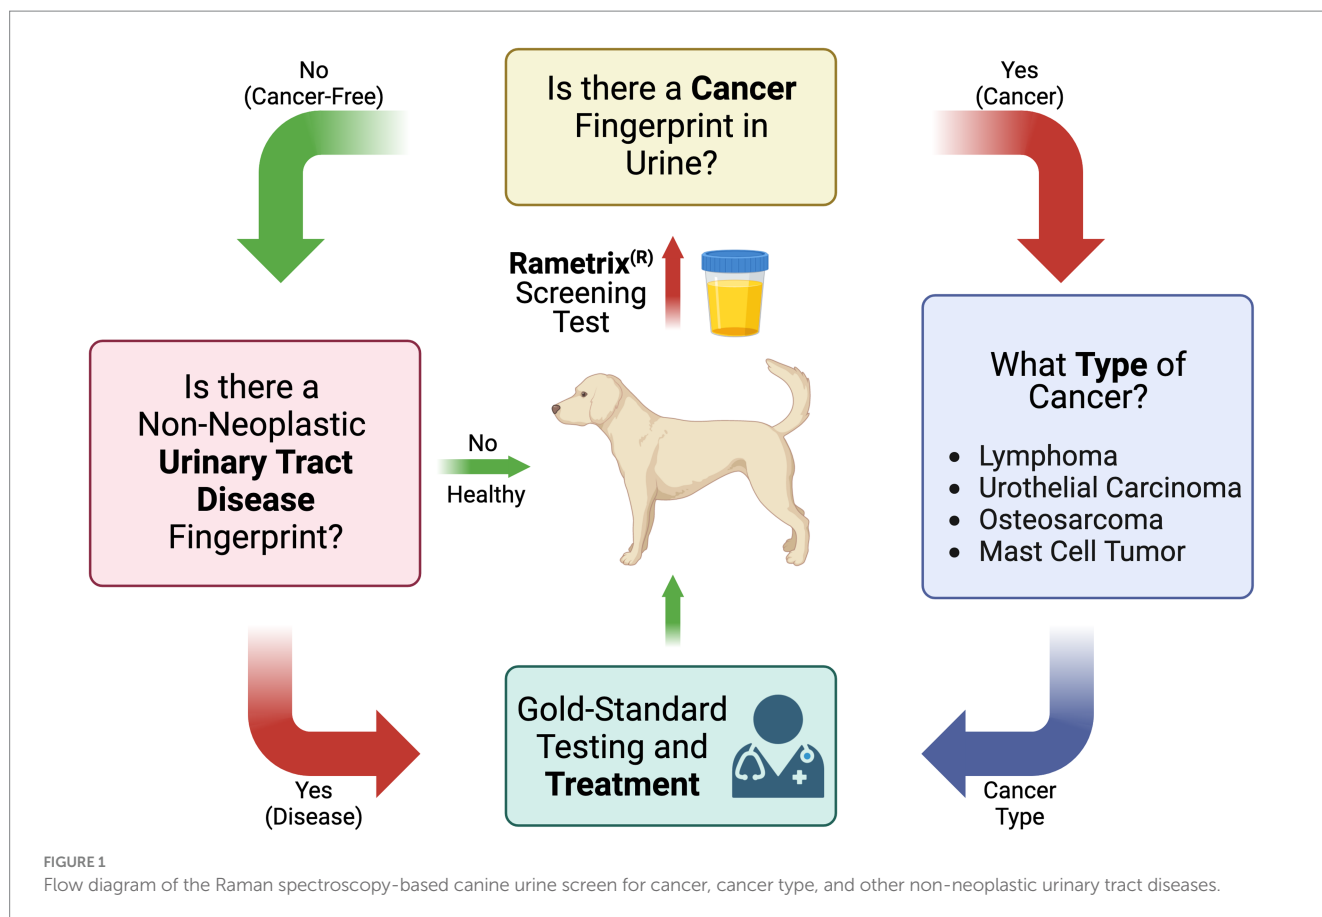 No
(Cancer-Free)
Is there a Cancer
Fingerprint in
Urine?
Yes
(Cancer)
Rametrix(R)
Screening
Test
Is there a
Non-Neoplastic
Urinary Tract
Disease
Fingerprint?
No
Healthy
What Type of
Cancer?
• Lymphoma
• Urothelial Carcinoma
• Osteosarcoma
• Mast Cell Tumor
Gold-Standard
Testing and
Treatment
Yes
(Disease)
Cancer
Type
FIGURE 1
Flow diagram of the Raman spectroscopy-based canine urine screen for cancer, cancer type, and other non-neoplastic urinary tract diseases.